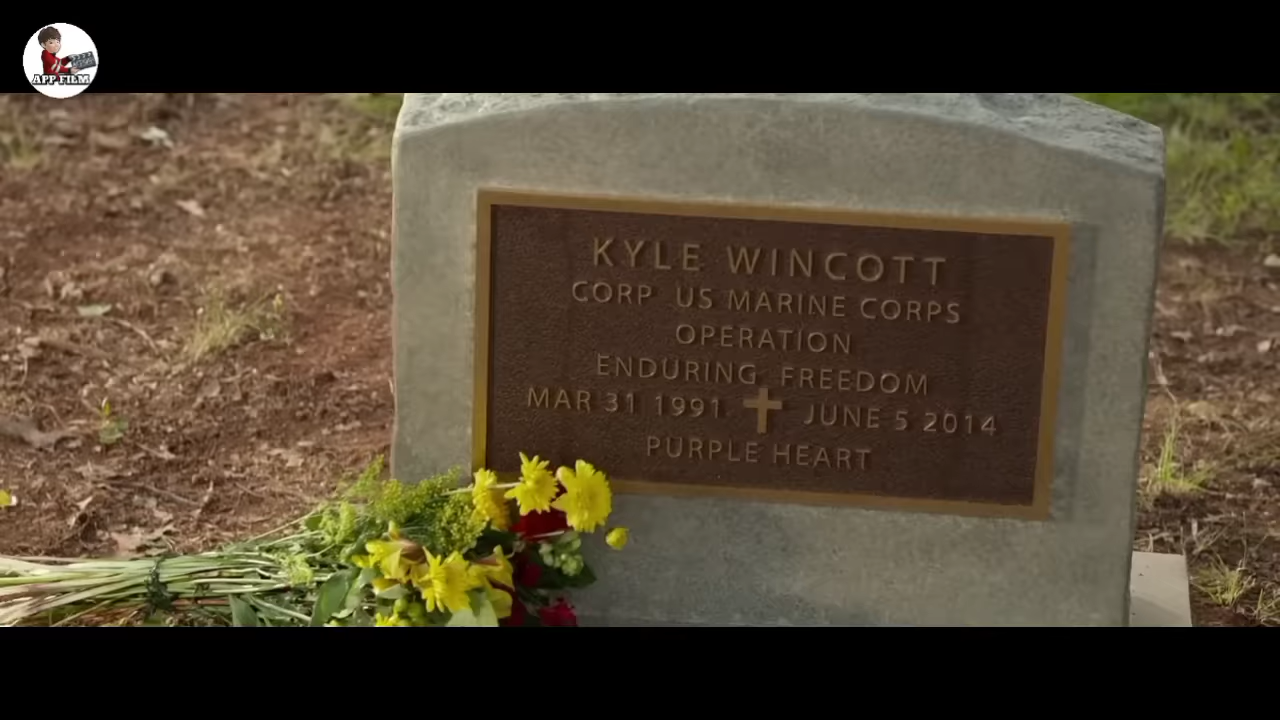 APP FILM
KYLE WINCOTT
CORP US MARINE CORPS
OPERATION
ENDURING FREEDOM
MAR 31 1991 JUNE 5 2014
PURPLE HEART